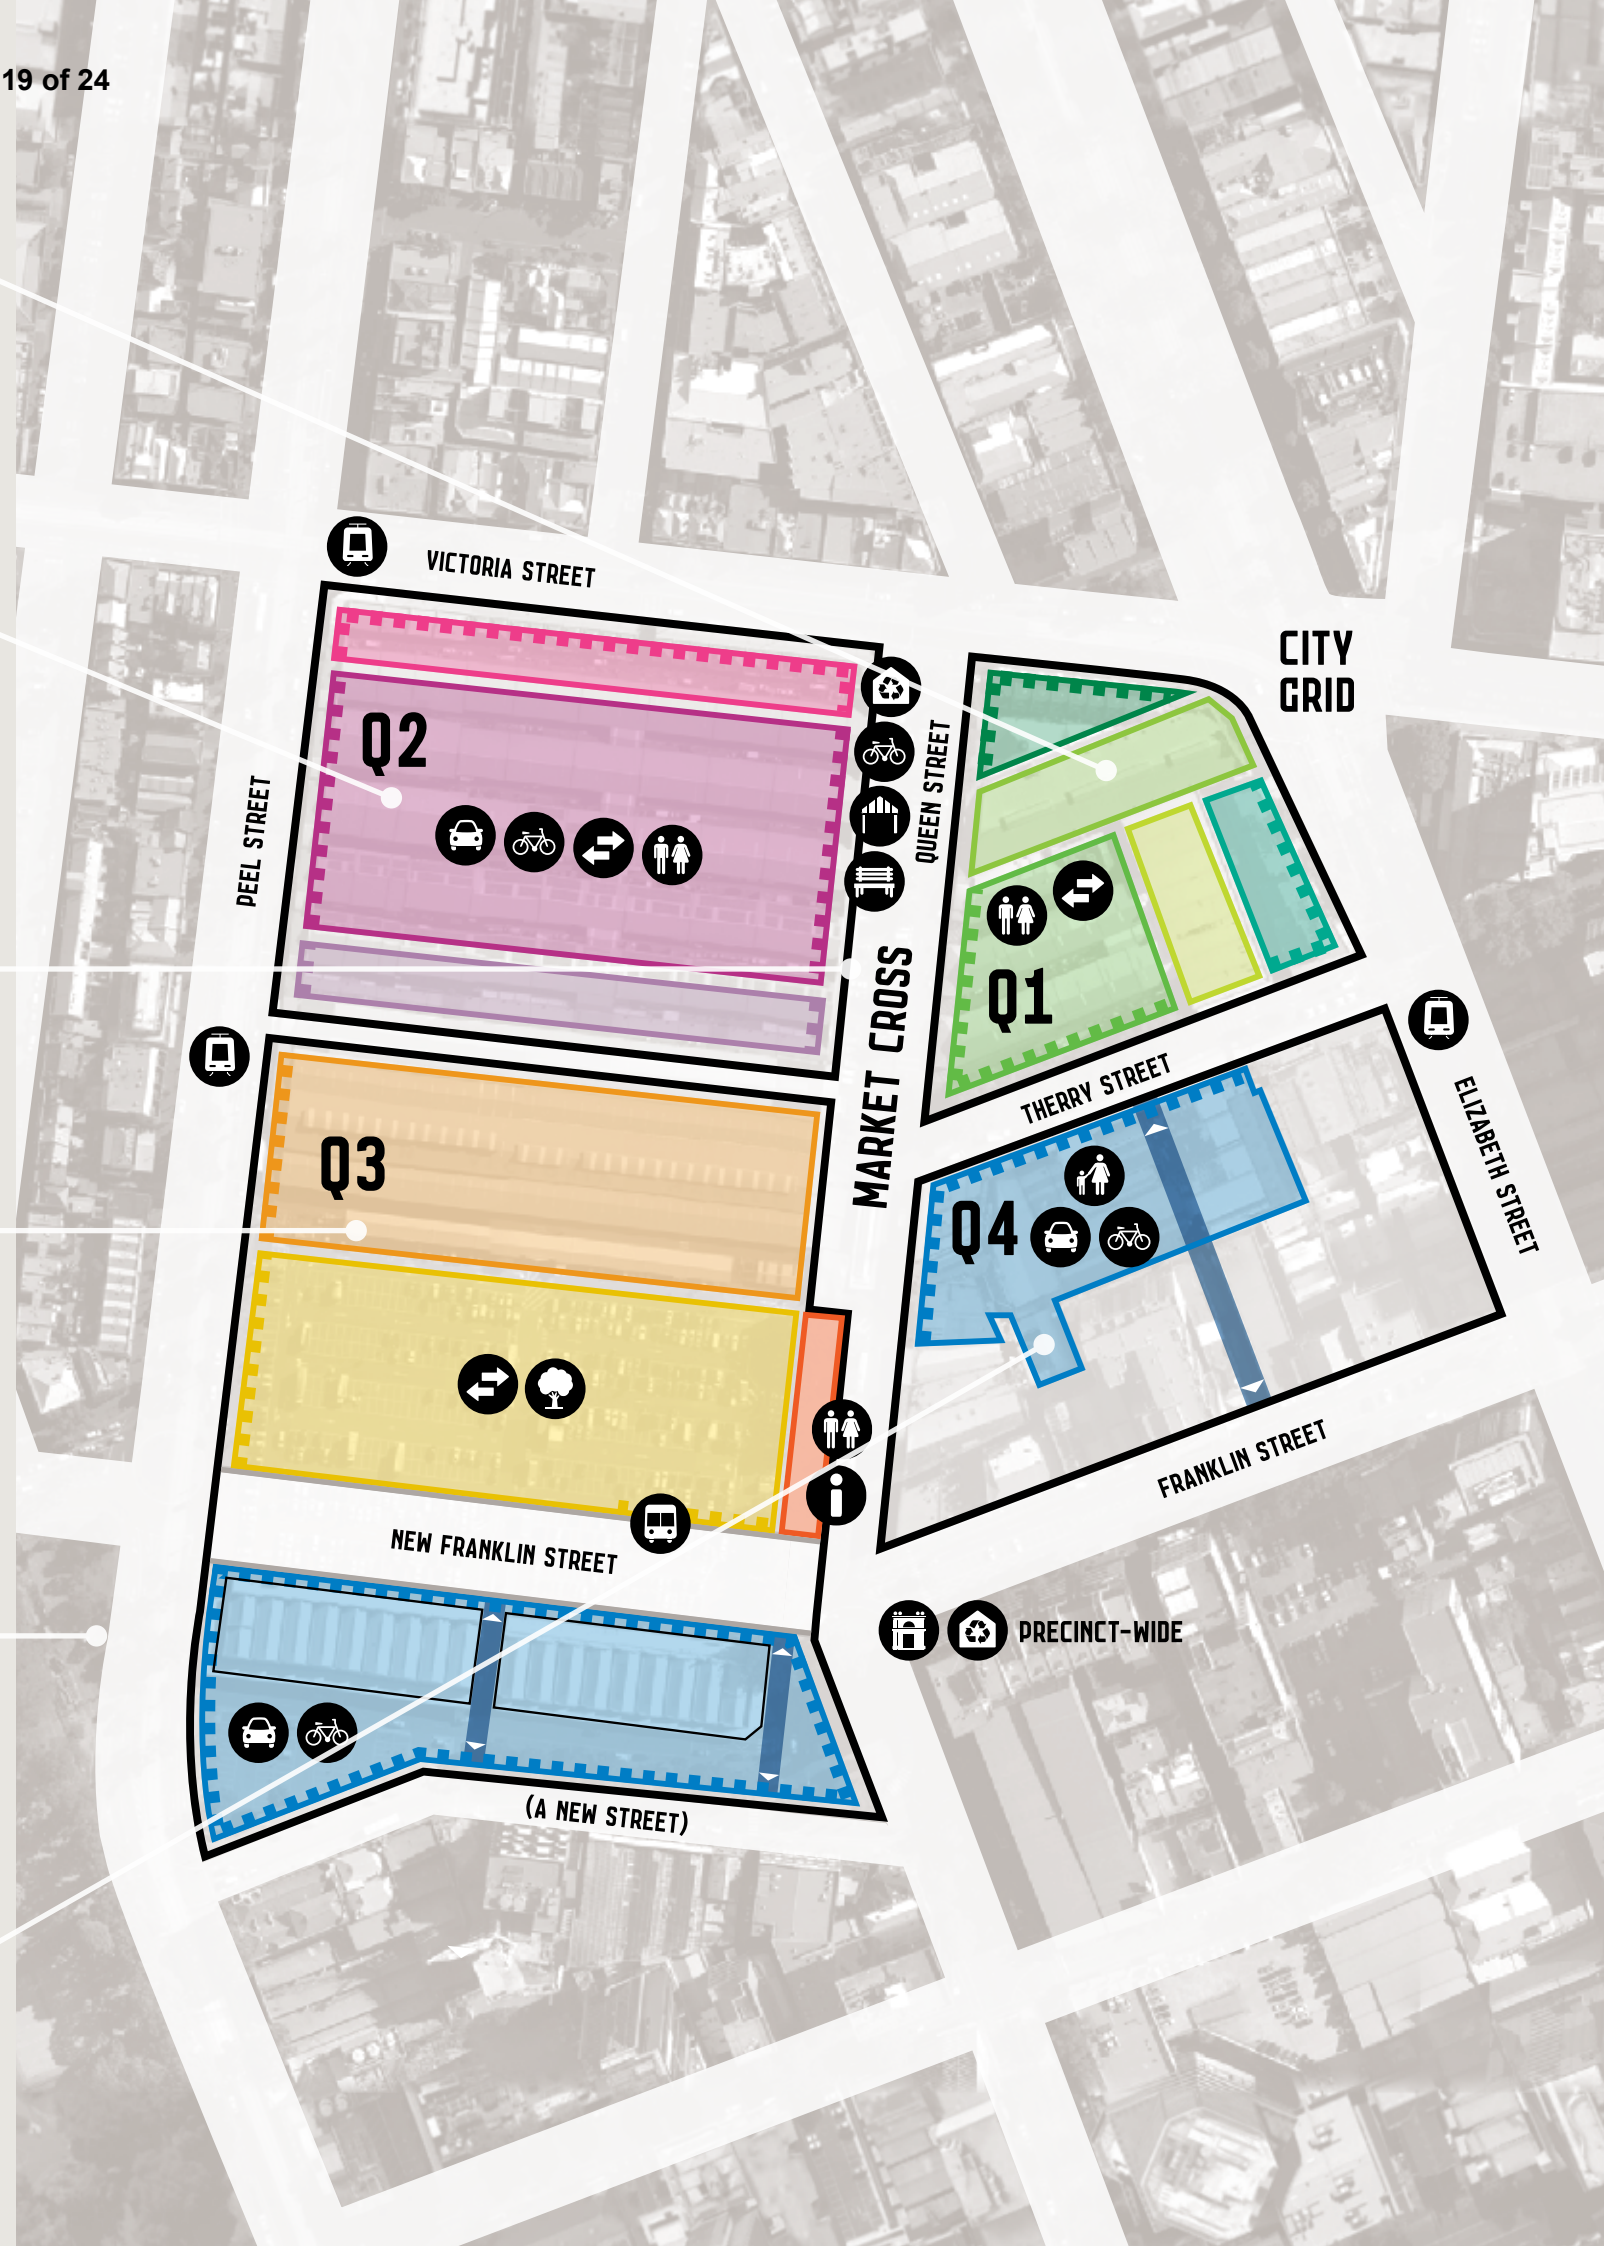 19 of 24
VICTORIA STREET
CITY
GRID
Q2
QUEEN STREET
PEEL STREET
Q1
MARKET CROSS
THERRY STREET
ELIZABETH STREET
Q3
Q4
FRANKLIN STREET
NEW FRANKLIN STREET
PRECINCT-WIDE
(A NEW STREET)